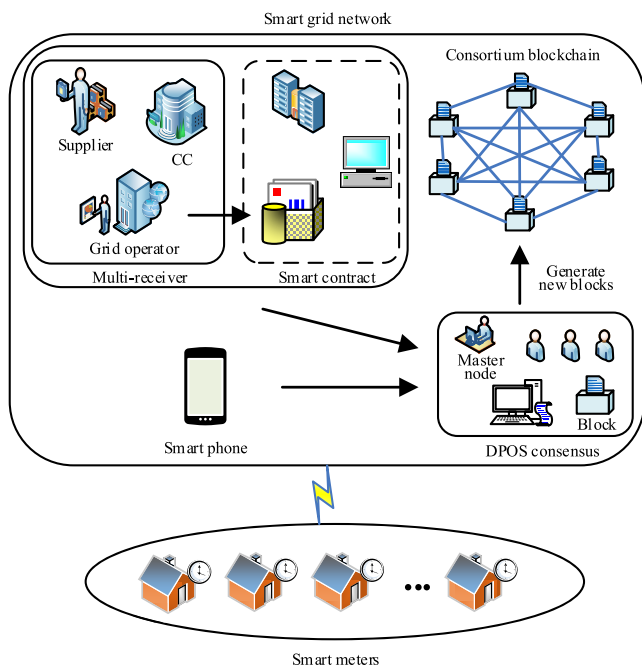 Smart grid network
Supplier
CC
Grid operator
Multi-receiver
Smart contract
Consortium blockchain
Generate
new blocks
Master
node
Block
DPOS consensus
Smart phone
Smart meters